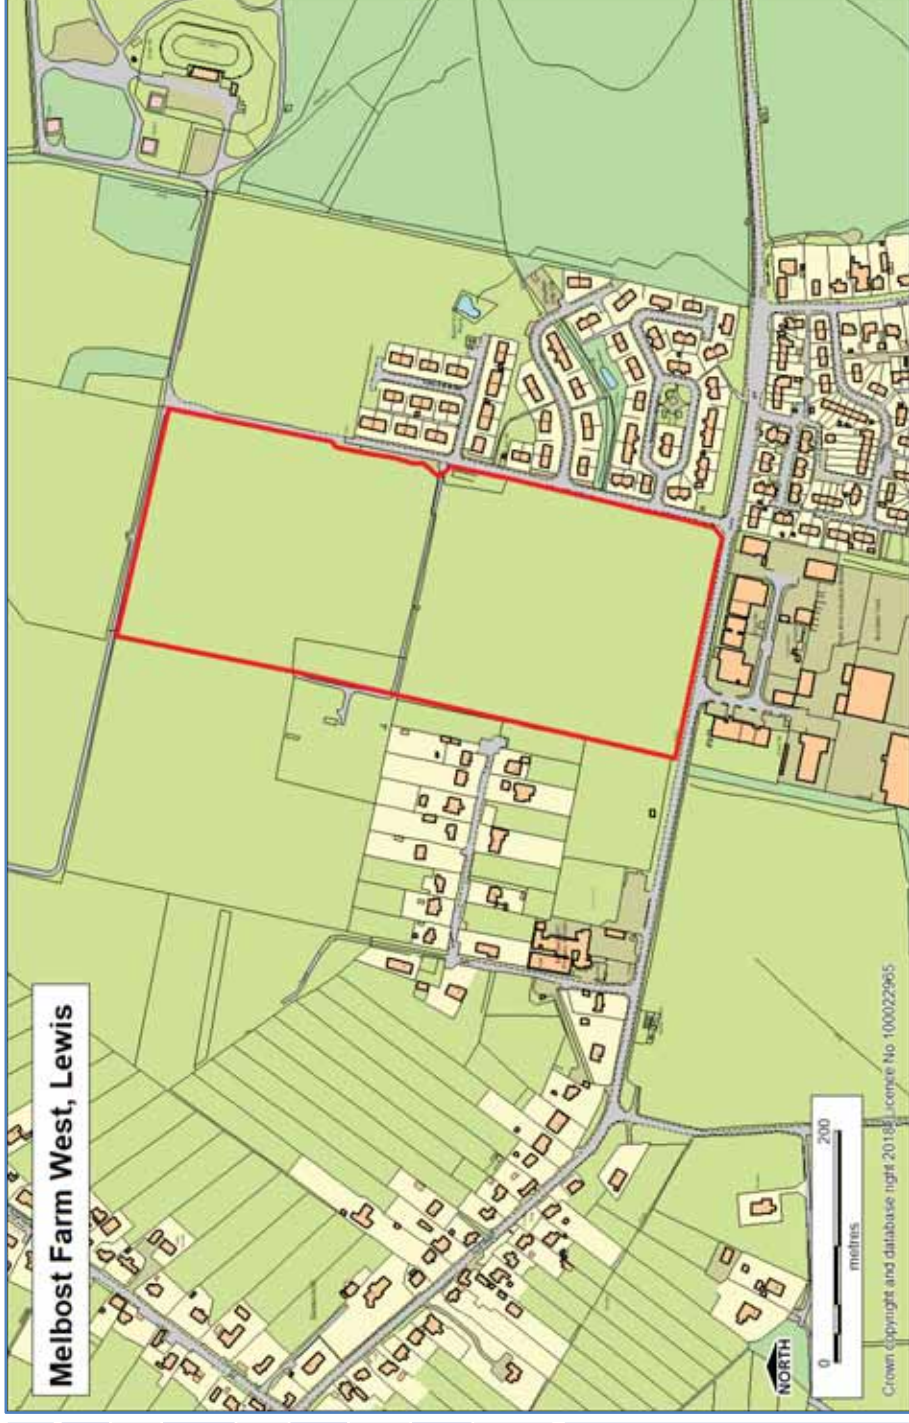 Melbost Farm West, Lewis
NORTH
0 200
metres
Crown copyright and database right 2018. Licence No 100022965